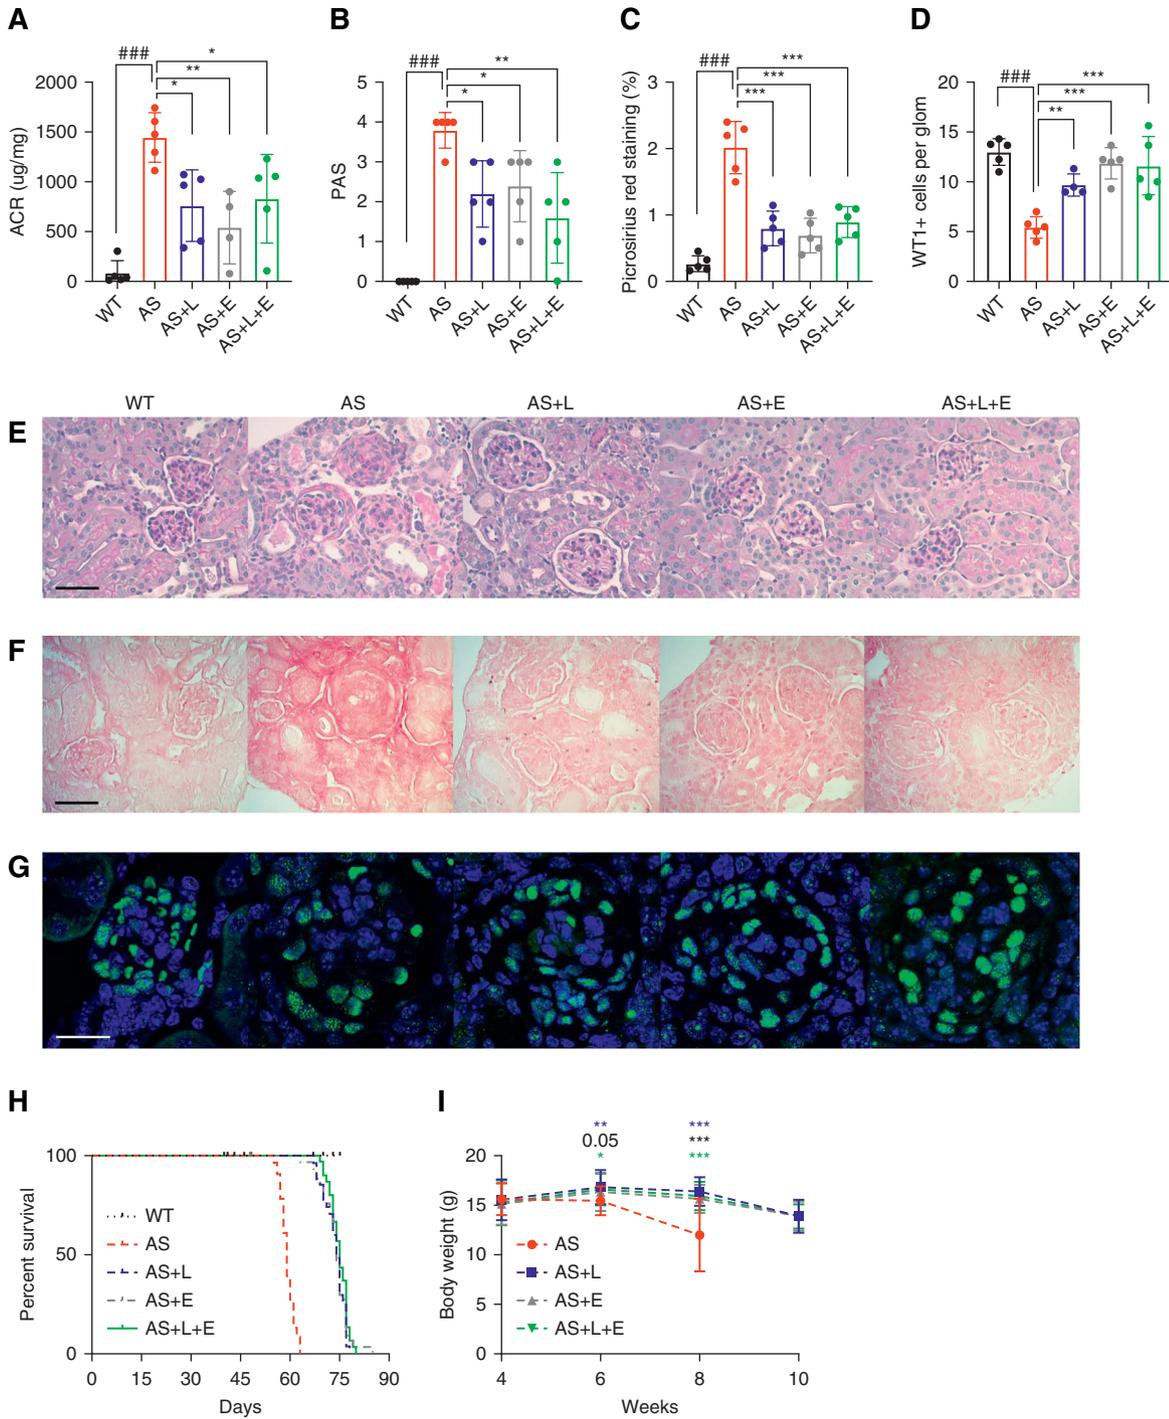 A
B
C
D
###
*
**
*
ACR (ug/mg)
2000
1500
1000
500
0
WT
AS
AS+L
AS+E
AS+L+E
###
**
*
*
PAS
5
4
3
2
1
0
WT
AS
AS+L
AS+E
AS+L+E
###
***
***
***
Picrosirius red staining (%)
3
2
1
0
WT
AS
AS+L
AS+E
AS+L+E
###
***
***
**
WT1+ cells per glom
20
15
10
5
0
WT
AS
AS+L
AS+E
AS+L+E
WT
AS
AS+L
AS+E
AS+L+E
E
F
G
H
Percent survival
100
50
0
WT
AS
AS+L
AS+E
AS+L+E
0 15 30 45 60 75 90
Days
I
**
0.05
*
***
***
***
Body weight (g)
20
15
10
5
0
AS
AS+L
AS+E
AS+L+E
4 6 8 10
Weeks